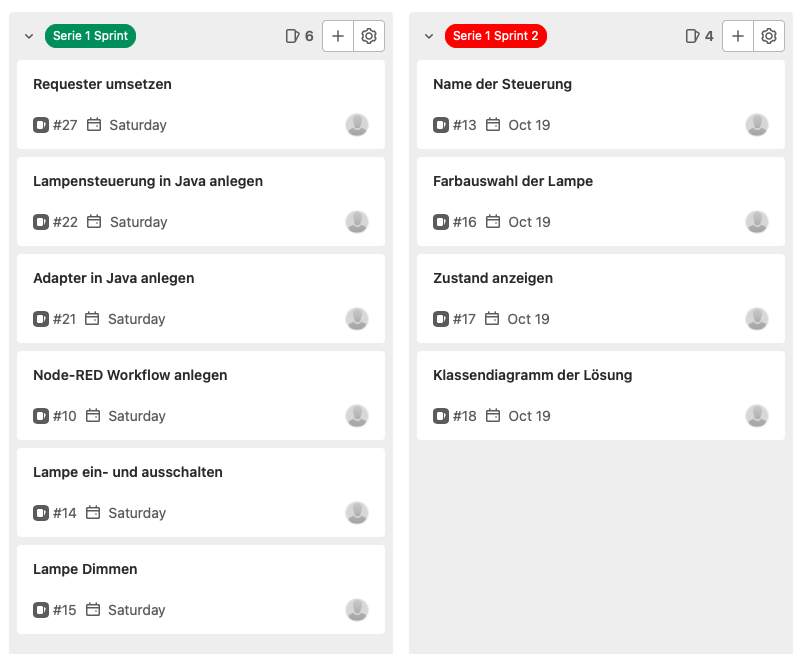 Serie 1 Sprint 6
Requester umsetzen
#27 Saturday
Lampensteuerung in Java anlegen
#22 Saturday
Adapter in Java anlegen
#21 Saturday
Node-RED Workflow anlegen
#10 Saturday
Lampe ein- und ausschalten
#14 Saturday
Lampe Dimmen
#15 Saturday
Serie 1 Sprint 2 4
Name der Steuerung
#13 Oct 19
Farbauswahl der Lampe
#16 Oct 19
Zustand anzeigen
#17 Oct 19
Klassendiagramm der Lösung
#18 Oct 19